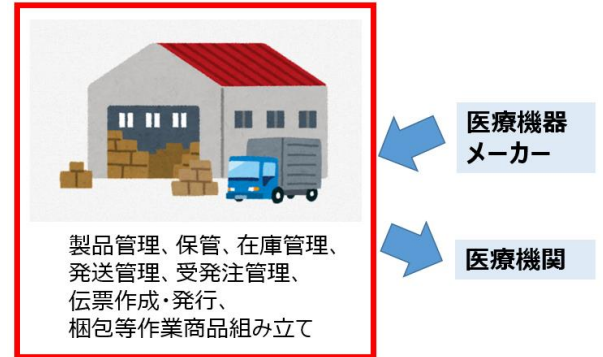 医療機器
メーカー
医療機関
製品管理、保管、在庫管理、
発送管理、受発注管理、
伝票作成・発行、
梱包等作業商品組み立て